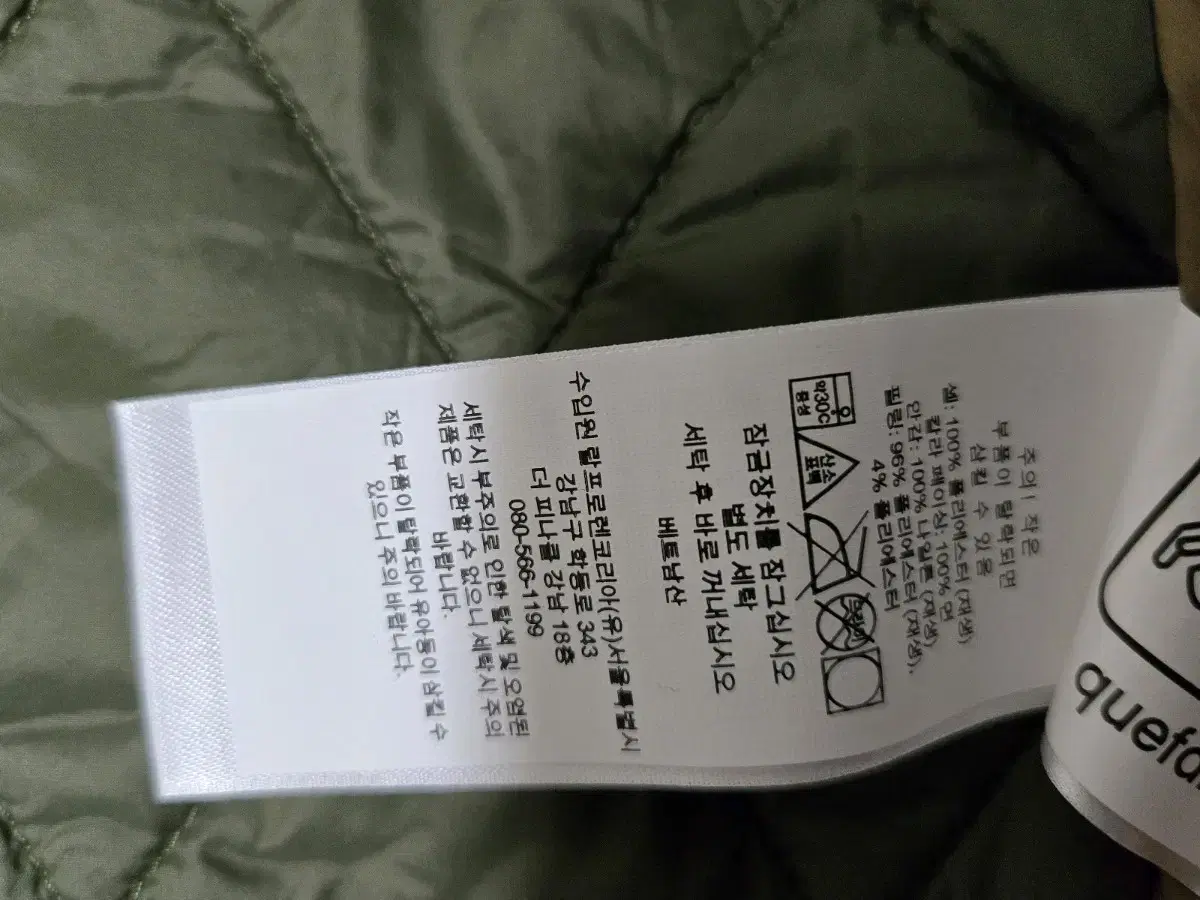 주의! 작은
부품이 탈락되면
삼킬 수 있음
쉘: 100% 폴리에스터 (재생)
칼라 페이싱: 100% 면
안감: 100% 나일론 (재생)
필링: 96% 폴리에스터 (재생),
4% 폴리에스터
약30℃
중성
산소
표백
잠금장치를 잠그십시오
별도 세탁
세탁 후 바로 꺼내십시오
베트남산
수입원 랄프로렌코리아(유)서울특별시
강남구 학동로 343
더 피나클 강남 18층
080-566-1199
세탁시 부주의로 인한 탈색 및 오염된
제품은 교환할 수 없으니 세탁시 주의
바랍니다.
작은 부품이 탈락되어 유아들이 삼킬 수
있으니 주의 바랍니다.